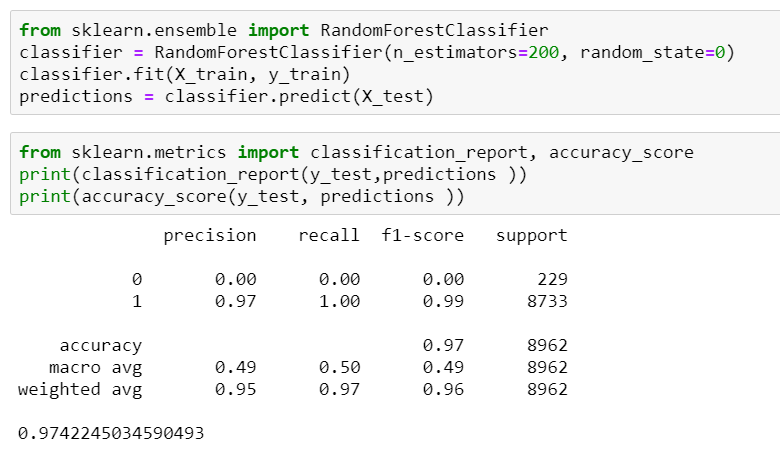 from sklearn.ensemble import RandomForestClassifier
classifier = RandomForestClassifier(n_estimators=200, random_state=0)
classifier.fit(X_train, y_train)
predictions = classifier.predict(X_test)
from sklearn.metrics import classification_report, accuracy_score
print(classification_report(y_test,predictions ))
print(accuracy_score(y_test, predictions ))
precision recall f1-score support
0 0.00 0.00 0.00 229
1 0.97 1.00 0.99 8733
accuracy 0.97 8962
macro avg 0.49 0.50 0.49 8962
weighted avg 0.95 0.97 0.96 8962
0.9742245034590493